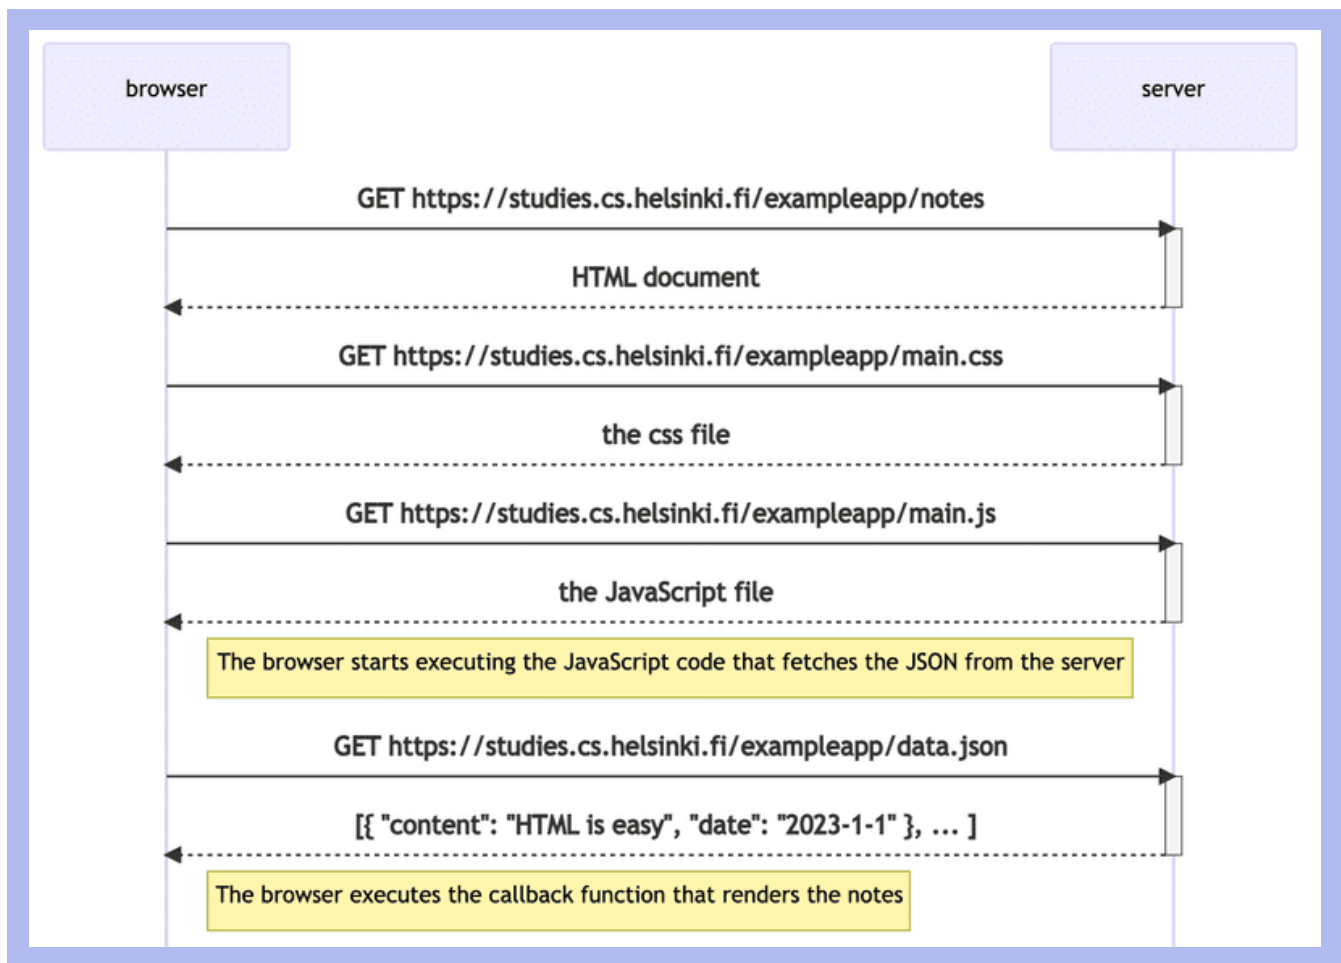 browser
server
GET https://studies.cs.helsinki.fi/exampleapp/notes
HTML document
GET https://studies.cs.helsinki.fi/exampleapp/main.css
the css file
GET https://studies.cs.helsinki.fi/exampleapp/main.js
the JavaScript file
The browser starts executing the JavaScript code that fetches the JSON from the server
GET https://studies.cs.helsinki.fi/exampleapp/data.json
[{ "content": "HTML is easy", "date": "2023-1-1" }, ... ]
The browser executes the callback function that renders the notes